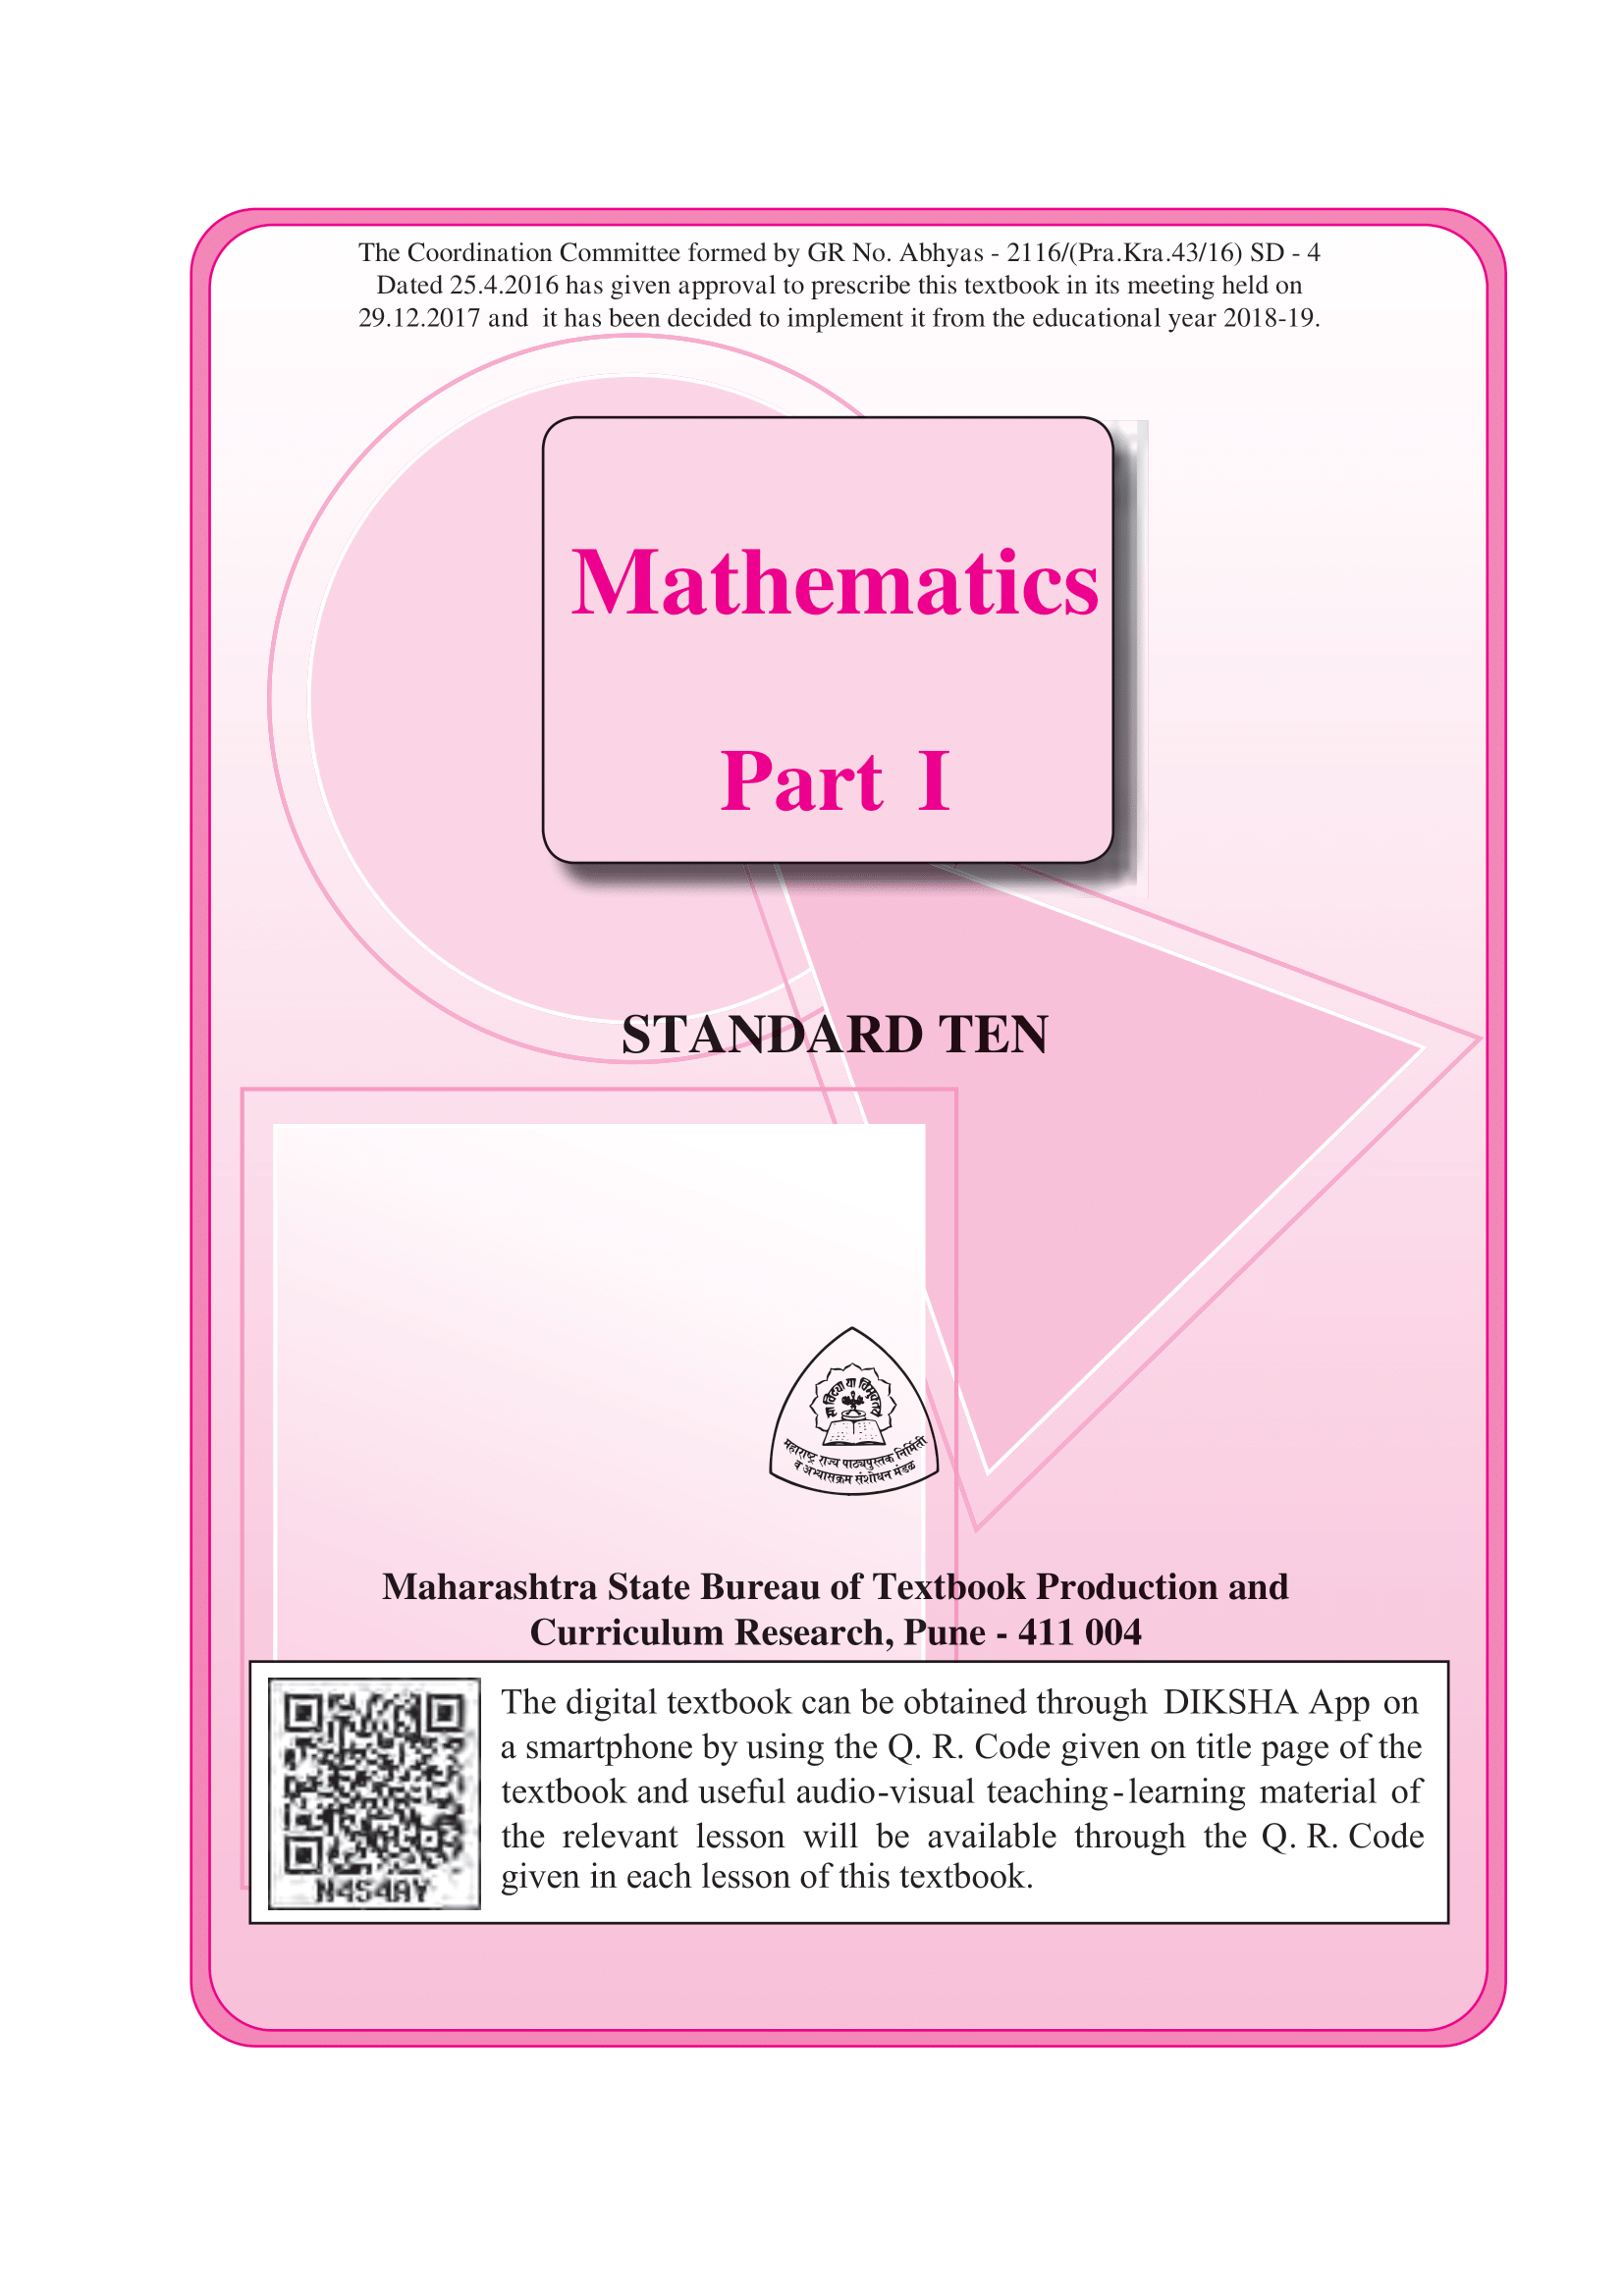 The Coordination Committee formed by GR No. Abhyas - 2116/(Pra.Kra.43/16) SD - 4
Dated 25.4.2016 has given approval to prescribe this textbook in its meeting held on
29.12.2017 and it has been decided to implement it from the educational year 2018-19.
Mathematics
Part I
STANDARD TEN
सा विद्या या विमुक्तये
महाराष्ट्र राज्य पाठ्यपुस्तक निर्मिती
व अभ्यासक्रम संशोधन मंडळ
Maharashtra State Bureau of Textbook Production and
Curriculum Research, Pune - 411 004
The digital textbook can be obtained through DIKSHA App on
a smartphone by using the Q. R. Code given on title page of the
textbook and useful audio-visual teaching-learning material of
the relevant lesson will be available through the Q. R. Code
given in each lesson of this textbook.
N4S4AY